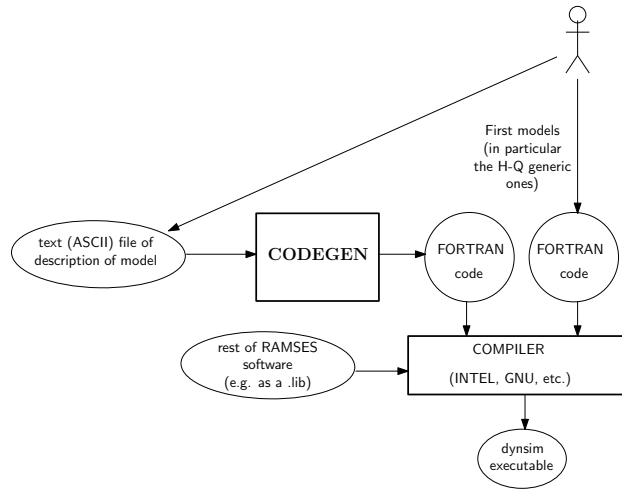 First models
(in particular
the H-Q generic
ones)
text (ASCII) file of
description of model
CODEGEN
FORTRAN
code
FORTRAN
code
rest of RAMSES
software
(e.g. as a .lib)
COMPILER
(INTEL, GNU, etc.)
dynsim
executable